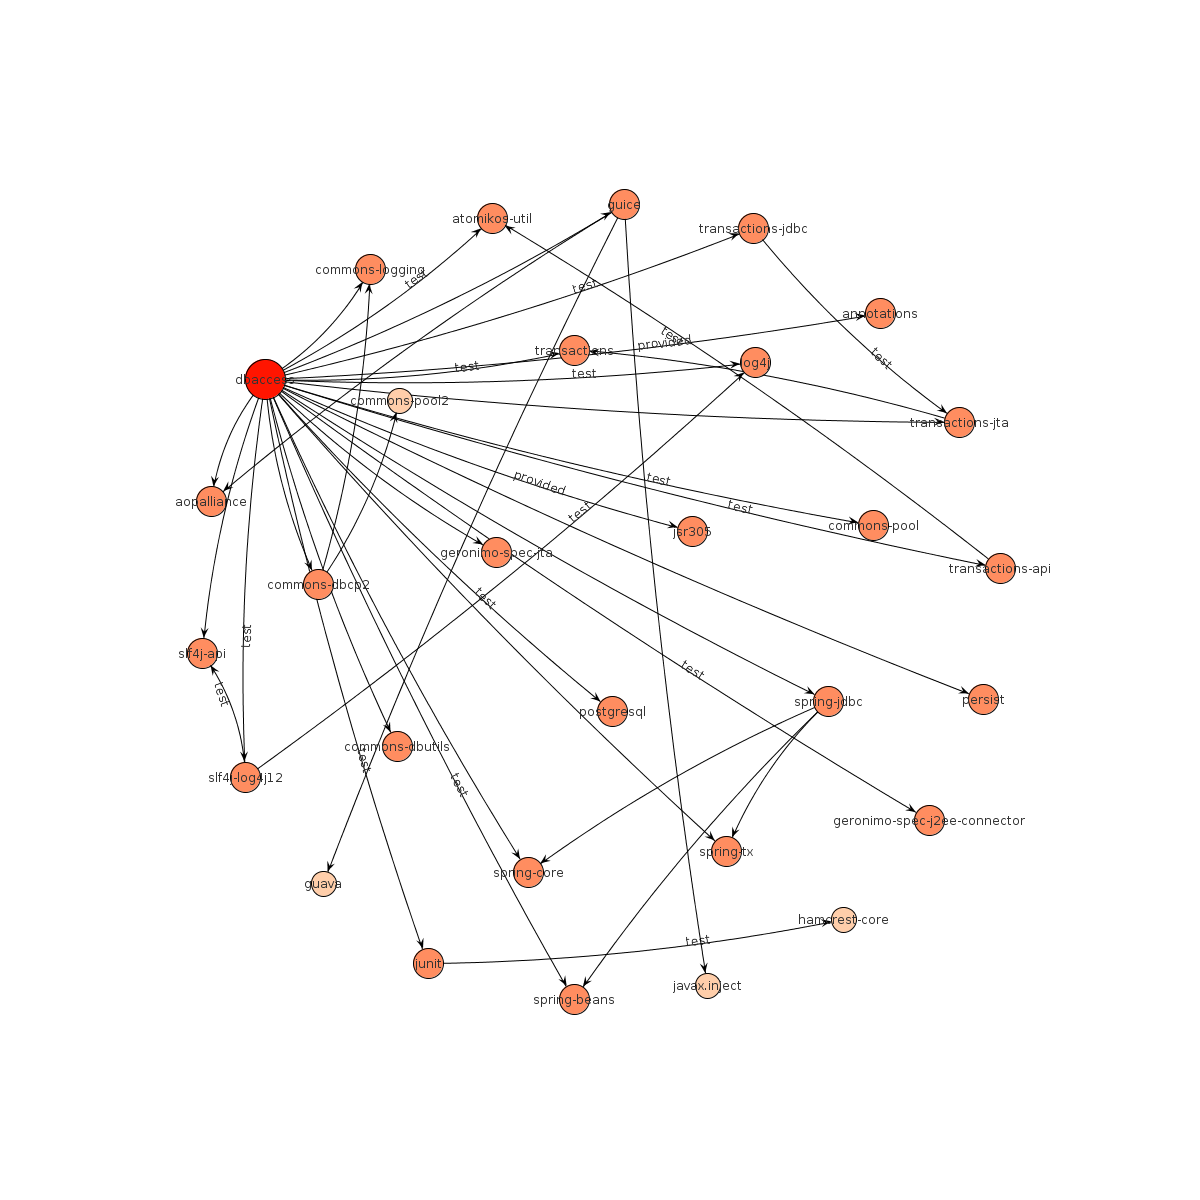 guice
atomikos-util
transactions-jdbc
commons-logging
test
test
annotations
test
provided
transactions
test
test
log4j
test
dbaccess
commons-pool2
transactions-jta
provided
test
aopalliance
test
test
commons-pool
jsr305
geronimo-spec-jta
transactions-api
commons-dbcp2
test
test
slf4j-api
test
test
spring-jdbc
persist
postgresql
commons-dbutils
test
slf4j-log4j12
test
geronimo-spec-j2ee-connector
spring-tx
spring-core
guava
hamcrest-core
test
junit
javax.inject
spring-beans